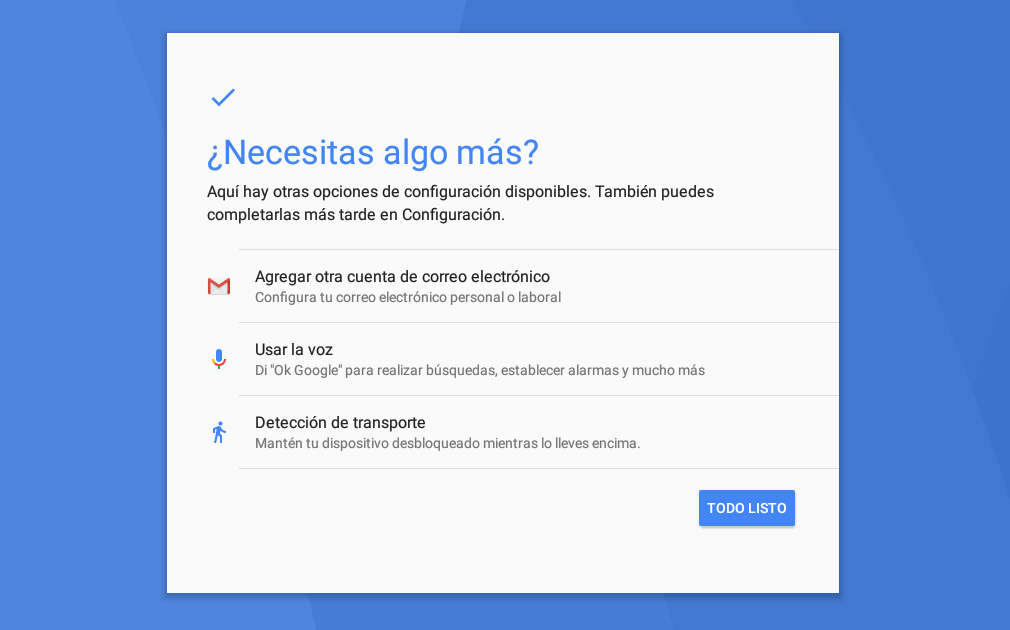 ¿Necesitas algo más?
Aquí hay otras opciones de configuración disponibles. También puedes
completarlas más tarde en Configuración.
Agregar otra cuenta de correo electrónico
Configura tu correo electrónico personal o laboral
Usar la voz
Di "Ok Google" para realizar búsquedas, establecer alarmas y mucho más
Detección de transporte
Mantén tu dispositivo desbloqueado mientras lo lleves encima.
TODO LISTO